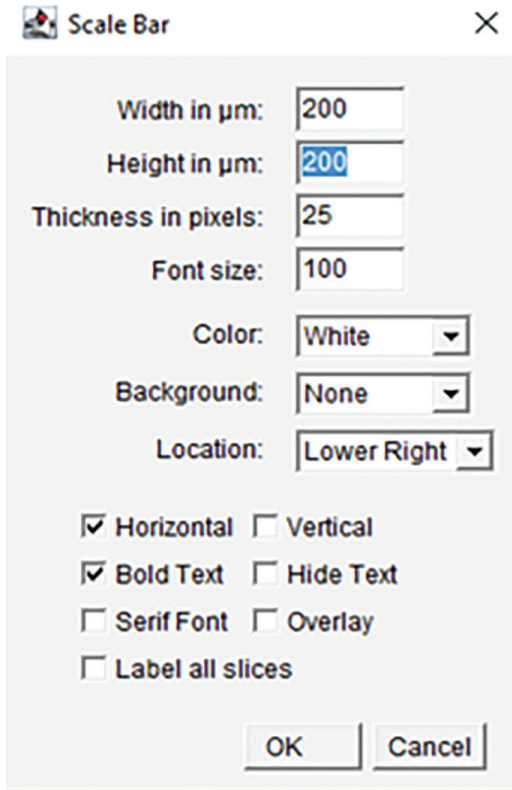 Scale Bar
Width in µm: 200
Height in µm: 200
Thickness in pixels: 25
Font size: 100
Color: White
Background: None
Location: Lower Right
Horizontal Vertical
Bold Text Hide Text
Serif Font Overlay
Label all slices
OK Cancel